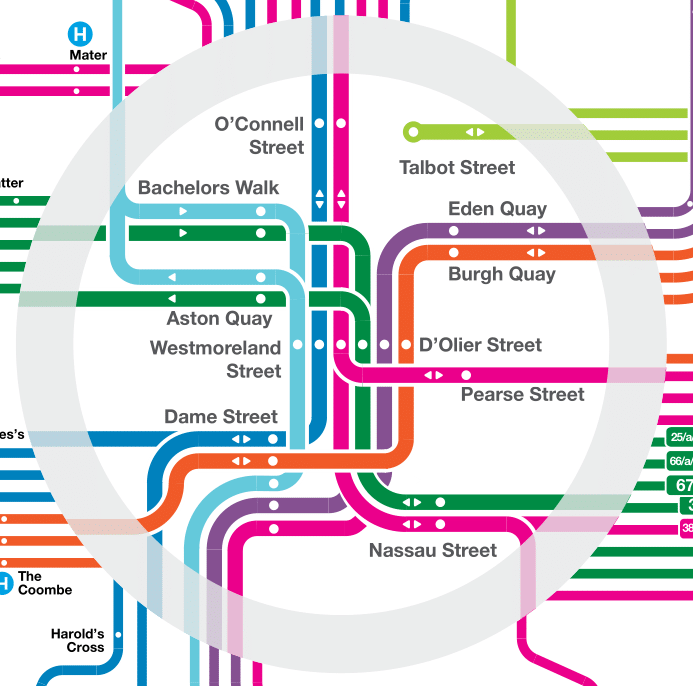 H
Mater
O'Connell
Street
Talbot Street
tter
Bachelors Walk
Eden Quay
Burgh Quay
Aston Quay
Westmoreland
Street
D'Olier Street
Pearse Street
Dame Street
es's
25/a/
66/a/
67
3
38
Nassau Street
H
The
Coombe
Harold's
Cross